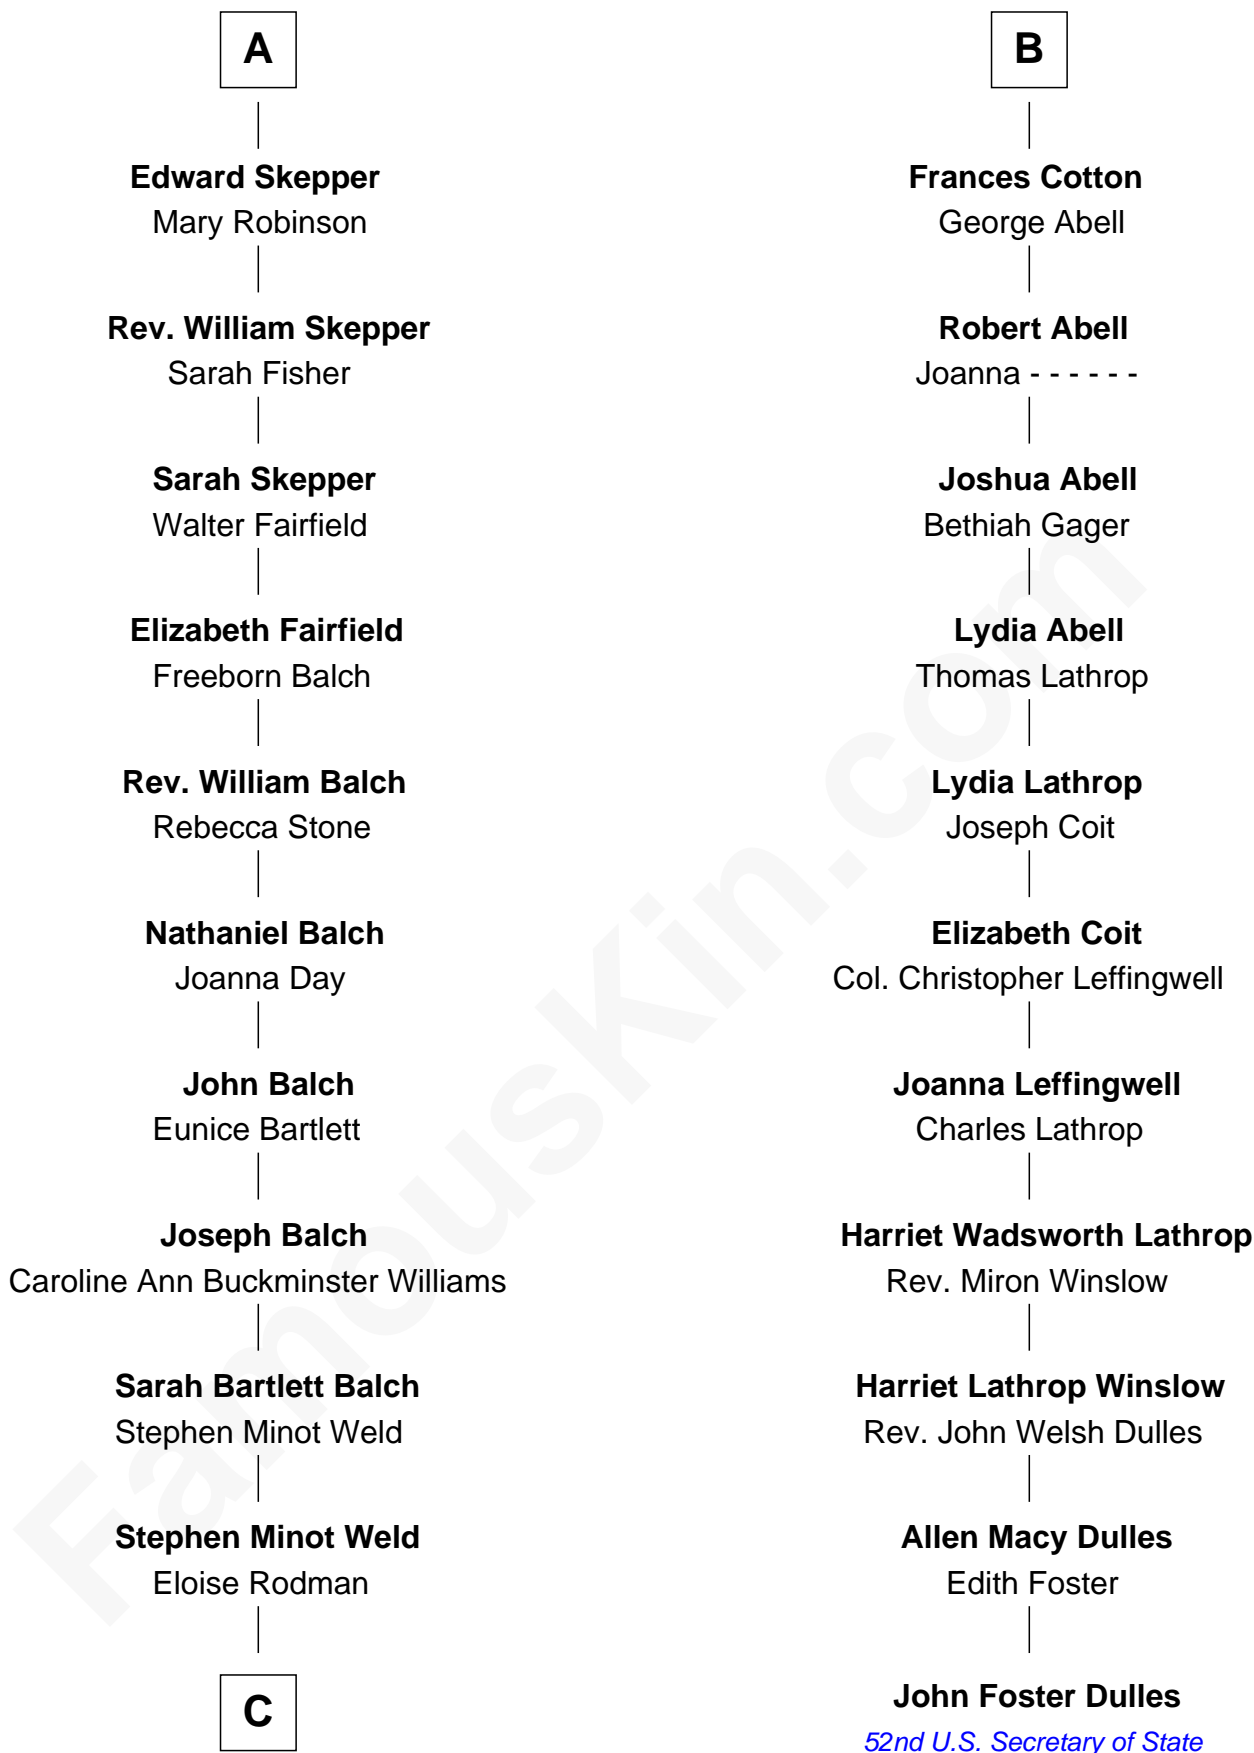 A
Edward Skepper
Mary Robinson
Rev. William Skepper
Sarah Fisher
Sarah Skepper
Walter Fairfield
Elizabeth Fairfield
Freeborn Balch
Rev. William Balch
Rebecca Stone
Nathaniel Balch
Joanna Day
John Balch
Eunice Bartlett
Joseph Balch
Caroline Ann Buckminster Williams
Sarah Bartlett Balch
Stephen Minot Weld
Stephen Minot Weld
Eloise Rodman
C
B
Frances Cotton
George Abell
Robert Abell
Joanna - - - - - -
Joshua Abell
Bethiah Gager
Lydia Abell
Thomas Lathrop
Lydia Lathrop
Joseph Coit
Elizabeth Coit
Col. Christopher Leffingwell
Joanna Leffingwell
Charles Lathrop
Harriet Wadsworth Lathrop
Rev. Miron Winslow
Harriet Lathrop Winslow
Rev. John Welsh Dulles
Allen Macy Dulles
Edith Foster
John Foster Dulles
52nd U.S. Secretary of State
FamousKin.com